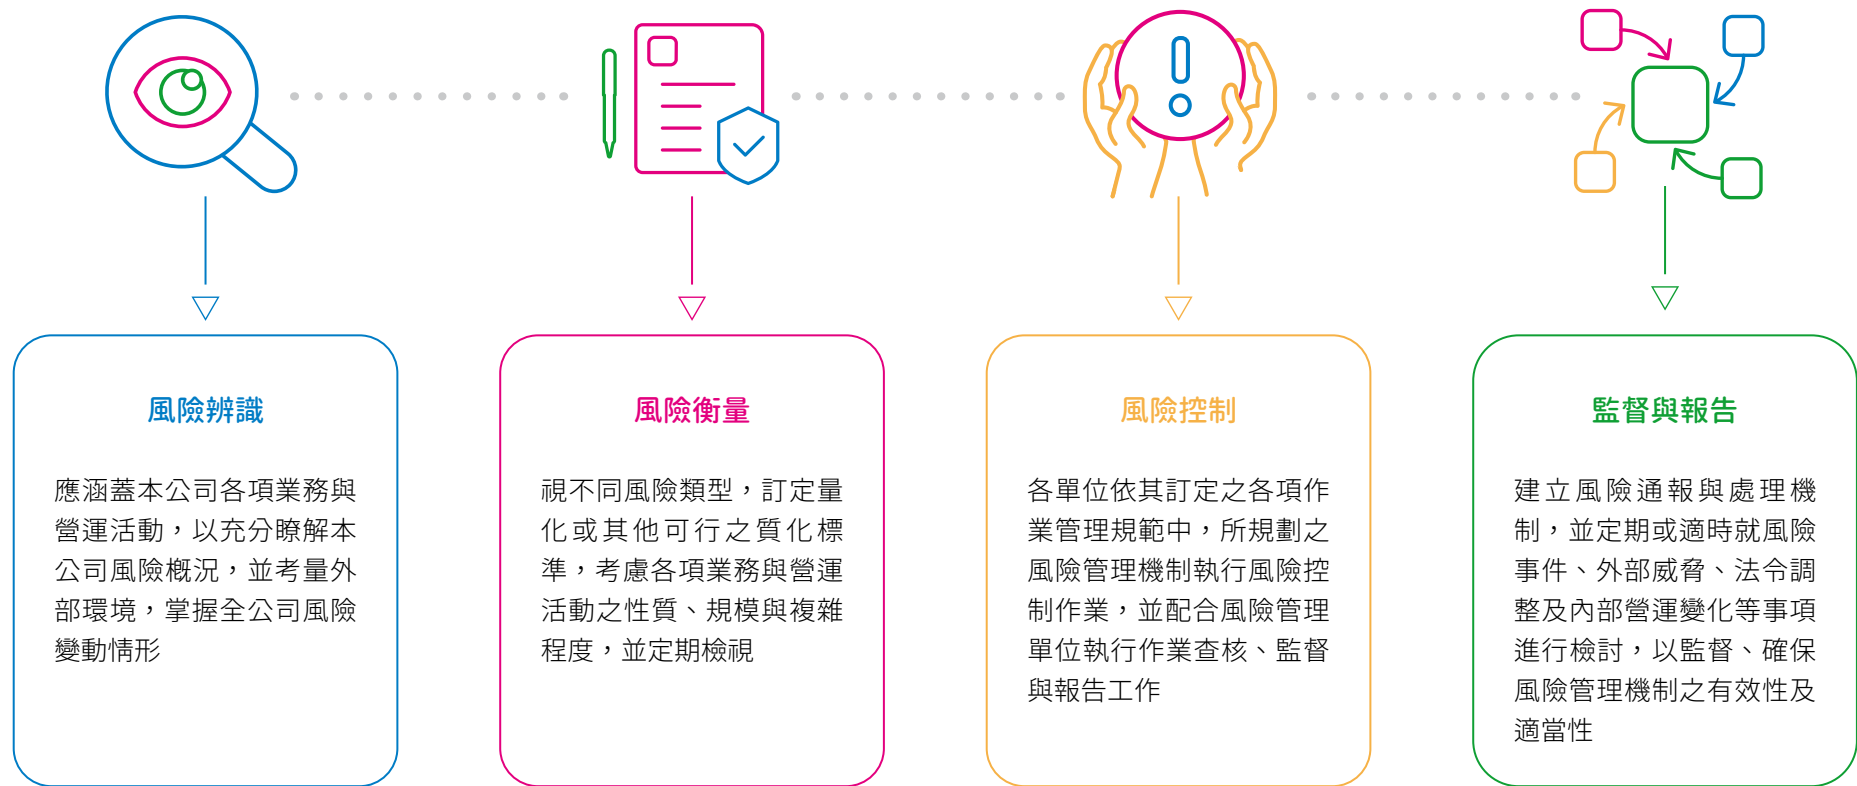 風險辨識
應涵蓋本公司各項業務與
營運活動，以充分瞭解本
公司風險概況，並考量外
部環境，掌握全公司風險
變動情形
風險衡量
視不同風險類型，訂定量
化或其他可行之質化標
準，考慮各項業務與營運
活動之性質、規模與複雜
程度，並定期檢視
風險控制
各單位依其訂定之各項作
業管理規範中，所規劃之
風險管理機制執行風險控
制作業，並配合風險管理
單位執行作業查核、監督
與報告工作
監督與報告
建立風險通報與處理機
制，並定期或適時就風險
事件、外部威脅、法令調
整及內部營運變化等事項
進行檢討，以監督、確保
風險管理機制之有效性及
適當性